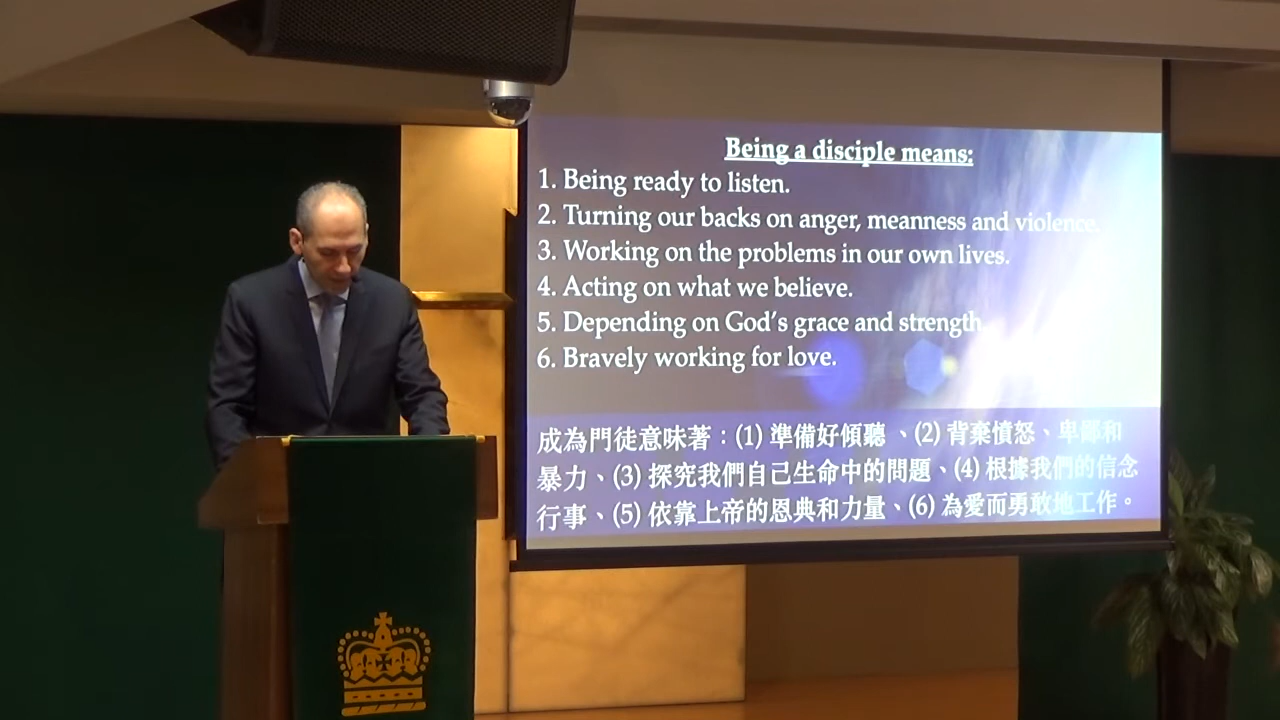 Being a disciple means:
1. Being ready to listen.
2. Turning our backs on anger, meanness and violence.
3. Working on the problems in our own lives.
4. Acting on what we believe.
5. Depending on God's grace and strength.
6. Bravely working for love.
成為門徒意味著：(1) 準備好傾聽、(2) 背棄憤怒、卑鄙和
暴力、(3) 探究我們自己生命中的問題、(4) 根據我們的信念
行事、(5) 依靠上帝的恩典和力量、(6) 為愛而勇敢地工作。